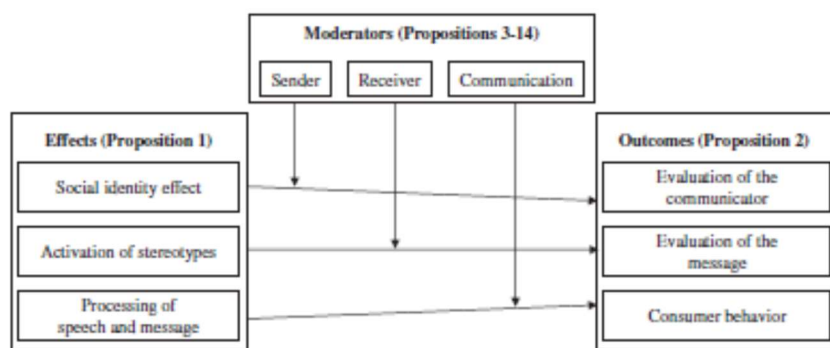 Moderators (Propositions 3-14)
Sender
Receiver
Communication
Effects (Proposition 1)
Social identity effect
Activation of stereotypes
Processing of
speech and message
Outcomes (Proposition 2)
Evaluation of the
communicator
Evaluation of the
message
Consumer behavior